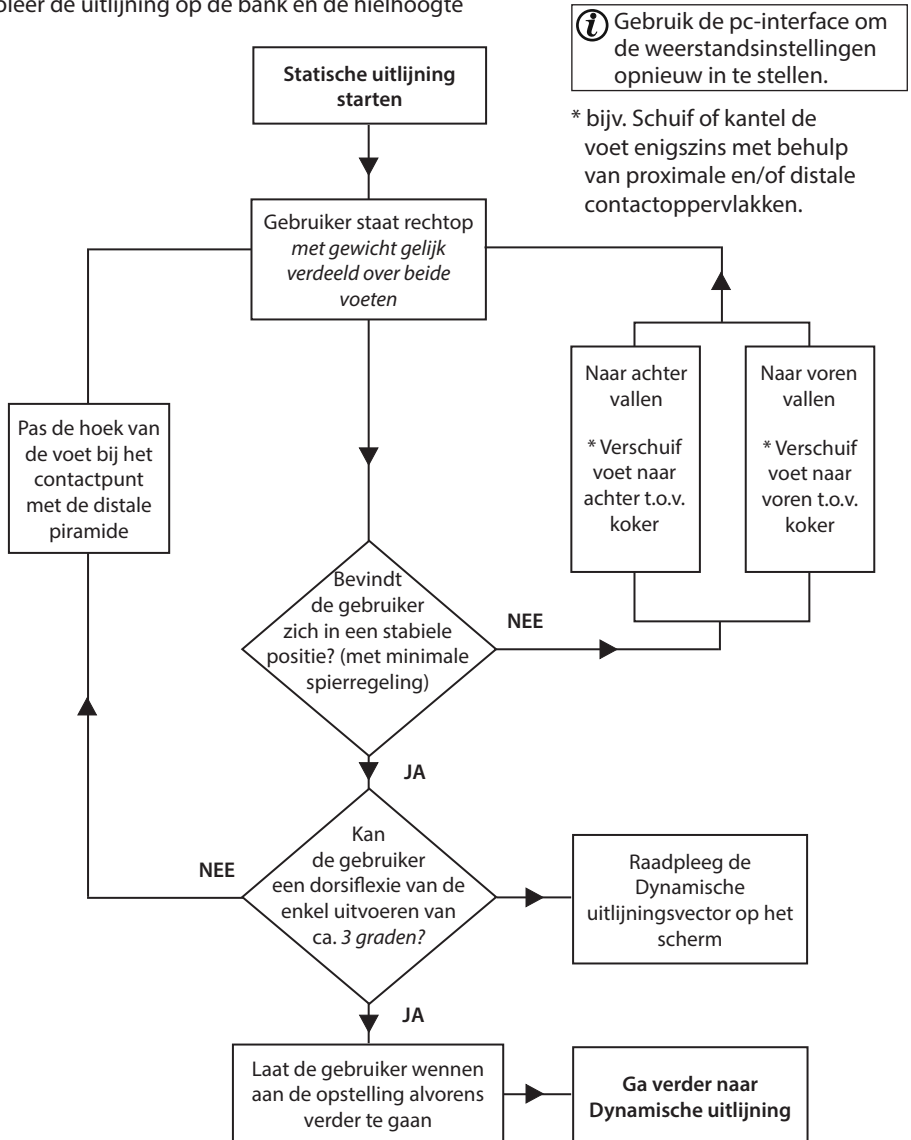 de uitlijning op de bank en de hielhoogte
Gebruik de pc-interface om
de weerstandsinstellingen
opnieuw in te stellen.
* bijv. Schuif of kantel de
voet enigszins met behulp
van proximale en/of distale
contactoppervlakken.
Statische uitlijning
starten
Gebruiker staat rechtop
met gewicht gelijk
verdeeld over beide
voeten
Naar achter
vallen
* Verschuif
voet naar
achter t.o.v.
koker
Naar voren
vallen
* Verschuif
voet naar
voren t.o.v.
koker
Pas de hoek van
de voet bij het
contactpunt
met de distale
piramide
Bevindt
de gebruiker
zich in een stabiele
positie? (met minimale
spierregeling)
NEE
JA
Kan
de gebruiker
een dorsiflexie van de
enkel uitvoeren van
ca. 3 graden?
NEE
Raadpleeg de
Dynamische
uitlijningsvector op het
scherm
JA
Laat de gebruiker wennen
aan de opstelling alvorens
verder te gaan
Ga verder naar
Dynamische uitlijning